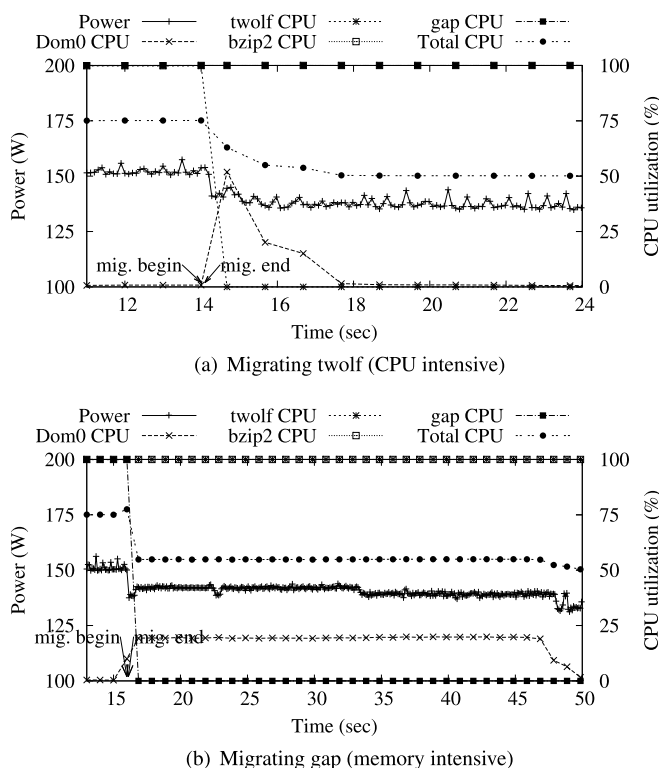 Power twolf CPU gap CPU
Dom0 CPU bzip2 CPU Total CPU
200 100
175 75
150 50
125 25
100 0
Power (W)
CPU utilization (%)
mig. begin mig. end
12 14 16 18 20 22 24
Time (sec)
(a) Migrating twolf (CPU intensive)
Power twolf CPU gap CPU
Dom0 CPU bzip2 CPU Total CPU
200 100
175 75
150 50
125 25
100 0
Power (W)
CPU utilization (%)
mig. begin mig. end
15 20 25 30 35 40 45 50
Time (sec)
(b) Migrating gap (memory intensive)